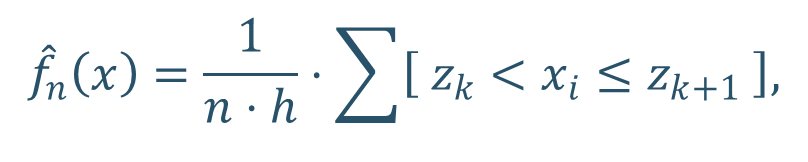 f̂ₙ(x) = 1 / (n · h) · ∑[ zₖ < xᵢ ≤ zₖ₊₁ ],